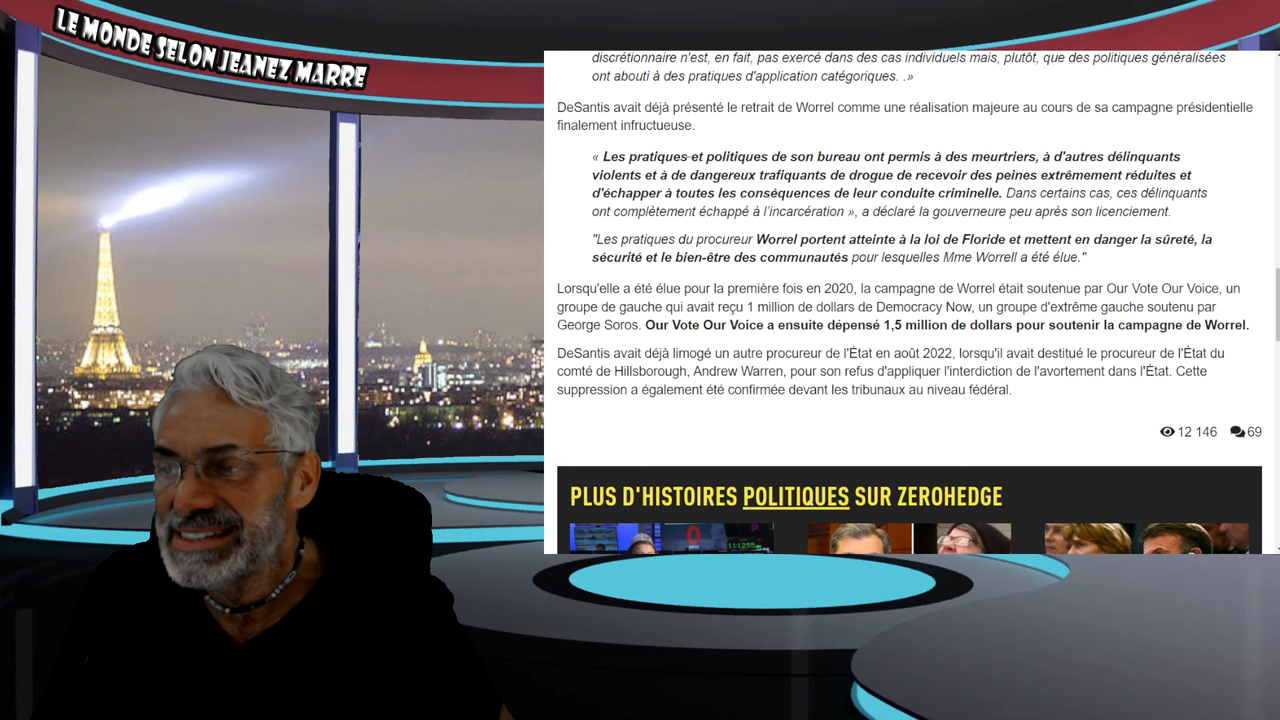 LE MONDE SELON JEANEZ MARRE
discrétionnaire n'est, en fait, pas exercé dans des cas individuels mais, plutôt, que des politiques généralisées
ont abouti à des pratiques d'application catégoriques. .»
DeSantis avait déjà présenté le retrait de Worrel comme une réalisation majeure au cours de sa campagne présidentielle
finalement infructueuse.
« Les pratiques et politiques de son bureau ont permis à des meurtriers, à d'autres délinquants
violents et à de dangereux trafiquants de drogue de recevoir des peines extrêmement réduites et
d'échapper à toutes les conséquences de leur conduite criminelle. Dans certains cas, ces délinquants
ont complètement échappé à l'incarcération », a déclaré la gouverneure peu après son licenciement.
"Les pratiques du procureur Worrel portent atteinte à la loi de Floride et mettent en danger la sûreté, la
sécurité et le bien-être des communautés pour lesquelles Mme Worrell a été élue."
Lorsqu'elle a été élue pour la première fois en 2020, la campagne de Worrel était soutenue par Our Vote Our Voice, un
groupe de gauche qui avait reçu 1 million de dollars de Democracy Now, un groupe d'extrême gauche soutenu par
George Soros. Our Vote Our Voice a ensuite dépensé 1,5 million de dollars pour soutenir la campagne de Worrel.
DeSantis avait déjà limogé un autre procureur de l'État en août 2022, lorsqu'il avait destitué le procureur de l'État du
comté de Hillsborough, Andrew Warren, pour son refus d'appliquer l'interdiction de l'avortement dans l'État. Cette
suppression a également été confirmée devant les tribunaux au niveau fédéral.
12 146 69
PLUS D'HISTOIRES POLITIQUES SUR ZEROHEDGE